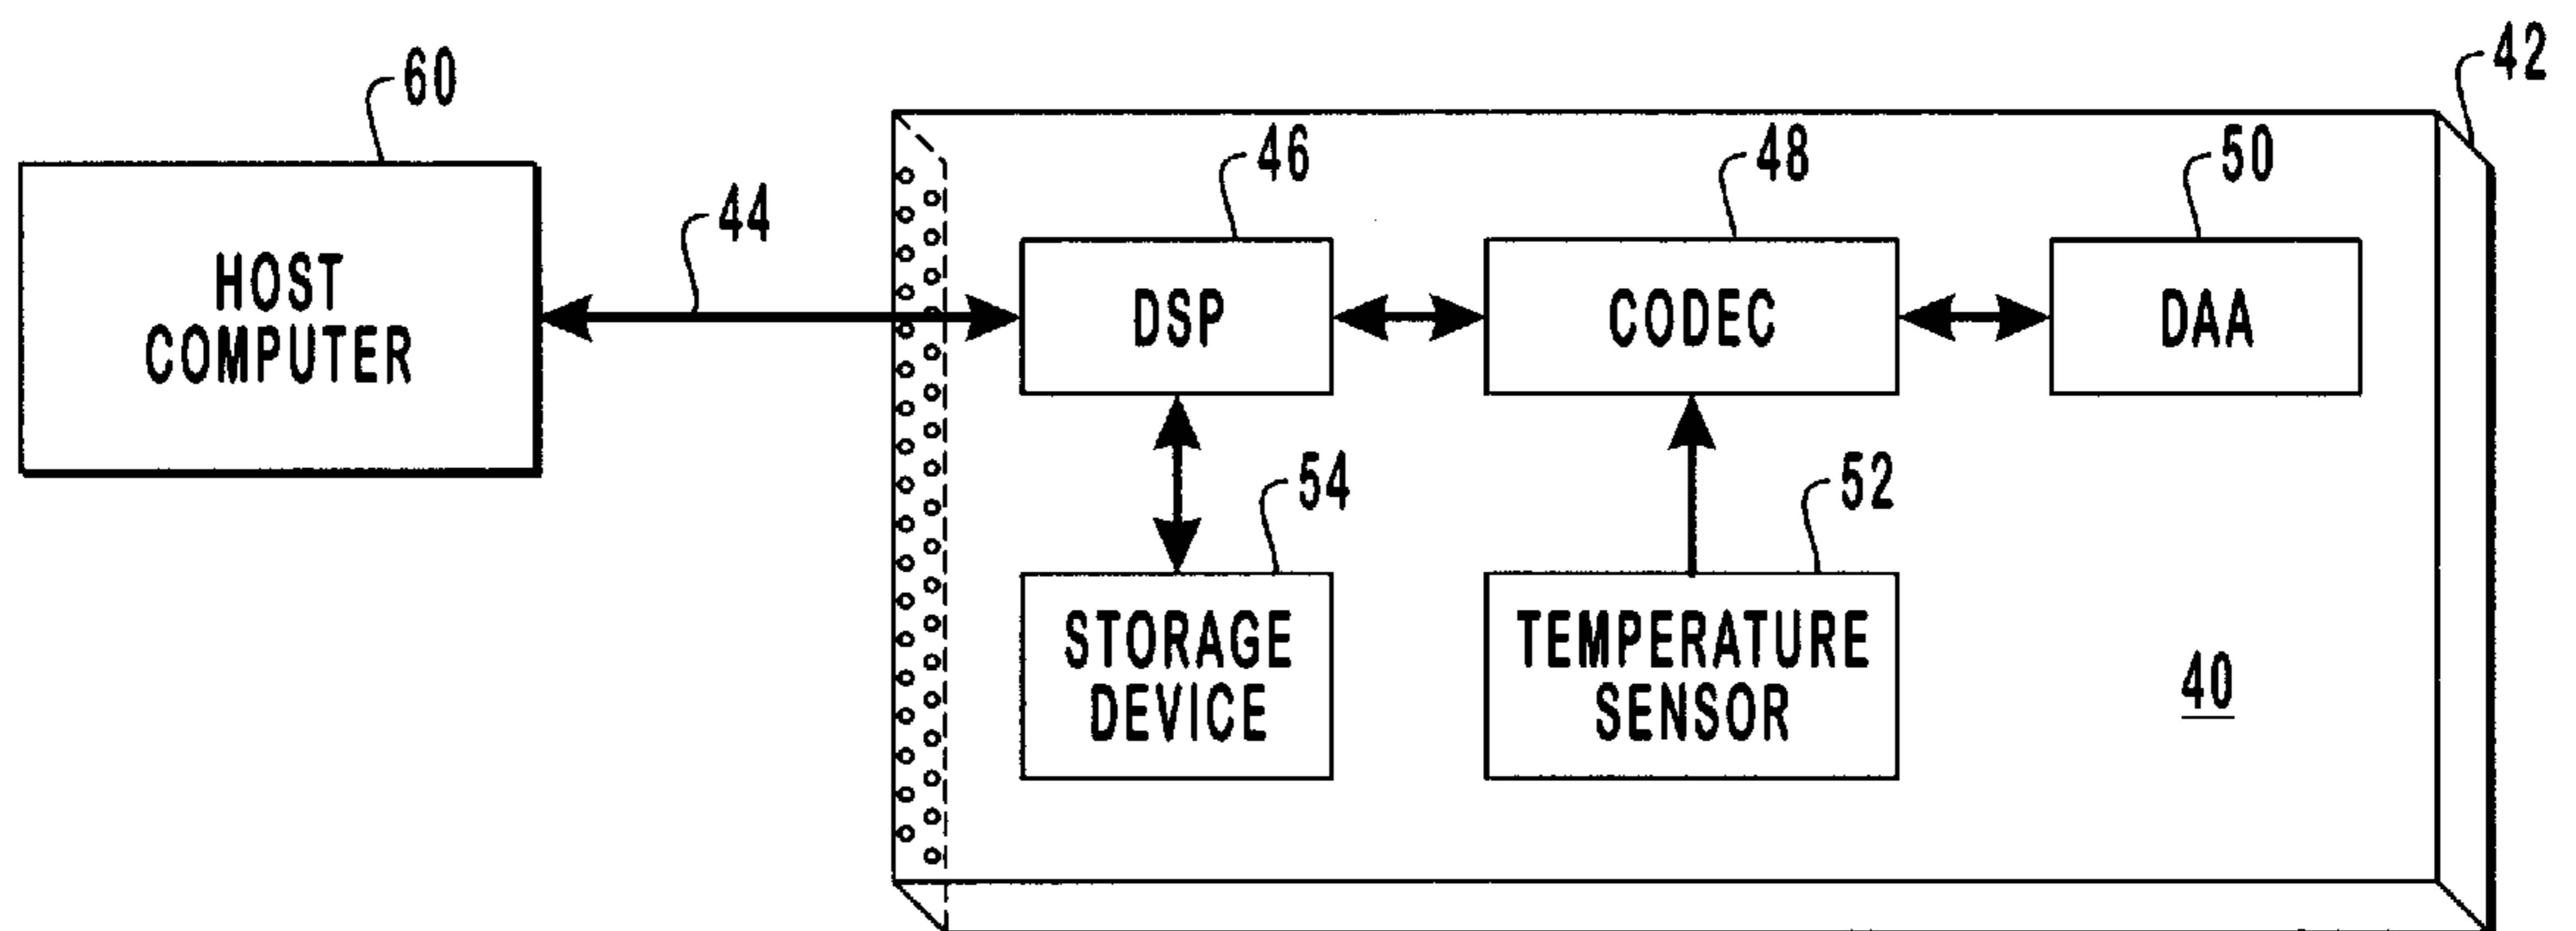 60
42
46
48
50
44
HOST
COMPUTER
DSP
CODEC
DAA
54
52
STORAGE
DEVICE
TEMPERATURE
SENSOR
40